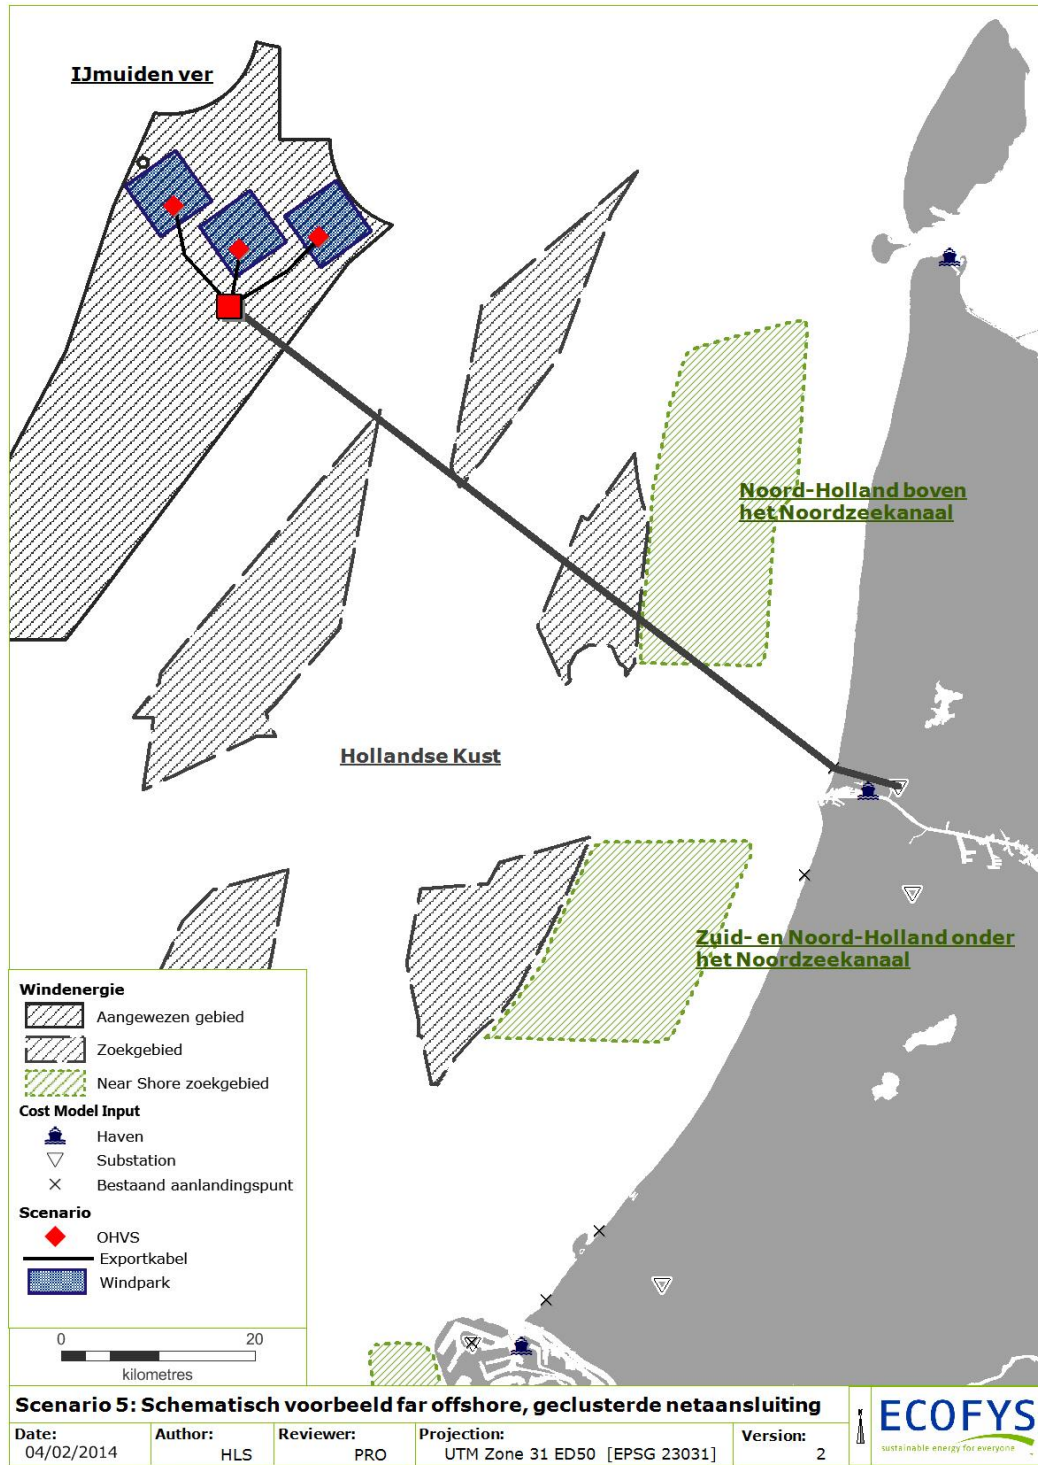 IJmuiden ver
Noord-Holland boven
het Noordzeekanaal
Hollandse Kust
Zuid- en Noord-Holland onder
het Noordzeekanaal
Windenergie
Aangewezen gebied
Zoekgebied
Near Shore zoekgebied
Cost Model Input
Haven
Substation
Bestaand aanlandingspunt
Scenario
OHVS
Exportkabel
Windpark
0 20
kilometres
Scenario 5: Schematisch voorbeeld far offshore, geclusterde netaansluiting
Date: Author: Reviewer: Projection: Version:
04/02/2014 HLS PRO UTM Zone 31 ED50 [EPSG 23031] 2
ECOFYS
sustainable energy for everyone